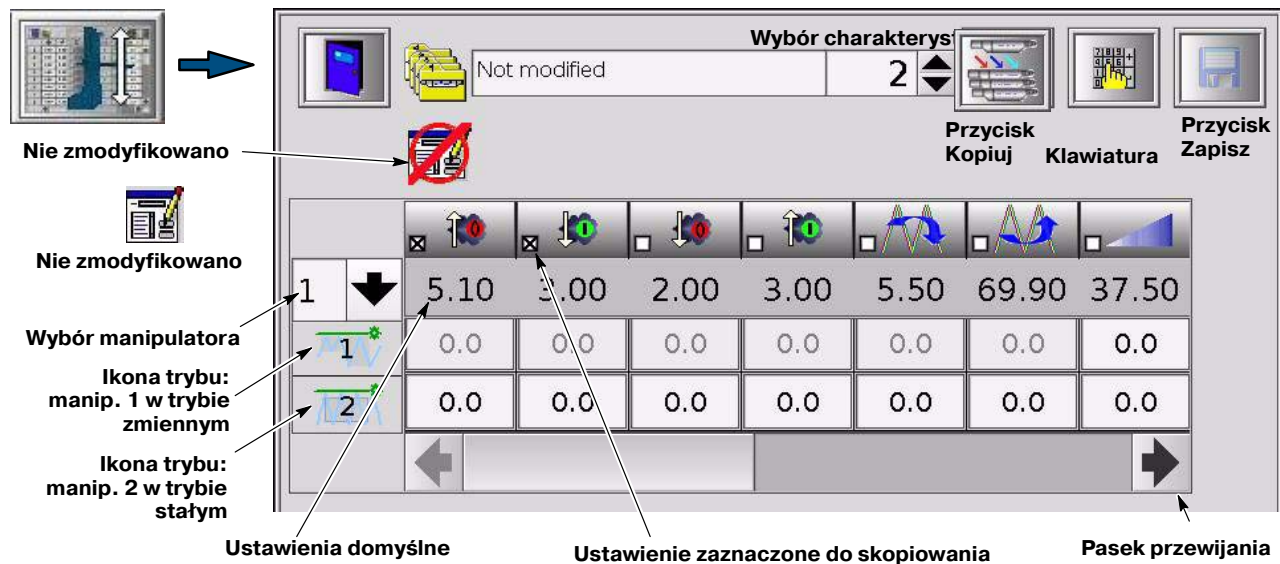 Wybór charakteryst
Not modified
2
Przycisk
Kopiuj
Klawiatura
Przycisk
Zapisz
Nie zmodyfikowano
Nie zmodyfikowano
5.10 3.00 2.00 3.00 5.50 69.90 37.50
1
Wybór manipulatora
1
0.0 0.0 0.0 0.0 0.0 0.0 0.0
Ikona trybu:
manip. 1 w trybie
zmiennym
2
0.0 0.0 0.0 0.0 0.0 0.0 0.0
Ikona trybu:
manip. 2 w trybie
stałym
Ustawienia domyślne
Ustawienie zaznaczone do skopiowania
Pasek przewijania